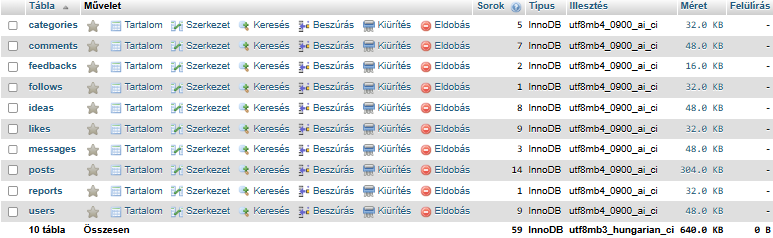 Tábla Művelet Sorok Típus Illesztés Méret Felülírás
categories Tartalom Szerkezet Keresés Beszúrás Kiürítés Eldobás 5 InnoDB utf8mb4_0900_ai_ci 32.0 KB -
comments Tartalom Szerkezet Keresés Beszúrás Kiürítés Eldobás 7 InnoDB utf8mb4_0900_ai_ci 48.0 KB -
feedbacks Tartalom Szerkezet Keresés Beszúrás Kiürítés Eldobás 2 InnoDB utf8mb4_0900_ai_ci 16.0 KB -
follows Tartalom Szerkezet Keresés Beszúrás Kiürítés Eldobás 1 InnoDB utf8mb4_0900_ai_ci 32.0 KB -
ideas Tartalom Szerkezet Keresés Beszúrás Kiürítés Eldobás 8 InnoDB utf8mb4_0900_ai_ci 48.0 KB -
likes Tartalom Szerkezet Keresés Beszúrás Kiürítés Eldobás 9 InnoDB utf8mb4_0900_ai_ci 32.0 KB -
messages Tartalom Szerkezet Keresés Beszúrás Kiürítés Eldobás 3 InnoDB utf8mb4_0900_ai_ci 48.0 KB -
posts Tartalom Szerkezet Keresés Beszúrás Kiürítés Eldobás 14 InnoDB utf8mb4_0900_ai_ci 304.0 KB -
reports Tartalom Szerkezet Keresés Beszúrás Kiürítés Eldobás 1 InnoDB utf8mb4_0900_ai_ci 32.0 KB -
users Tartalom Szerkezet Keresés Beszúrás Kiürítés Eldobás 9 InnoDB utf8mb4_0900_ai_ci 48.0 KB -
10 tábla Összesen 59 InnoDB utf8mb3_hungarian_ci 640.0 KB 0 B